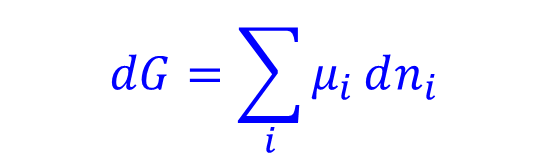 dG = ∑_i μ_i dn_i